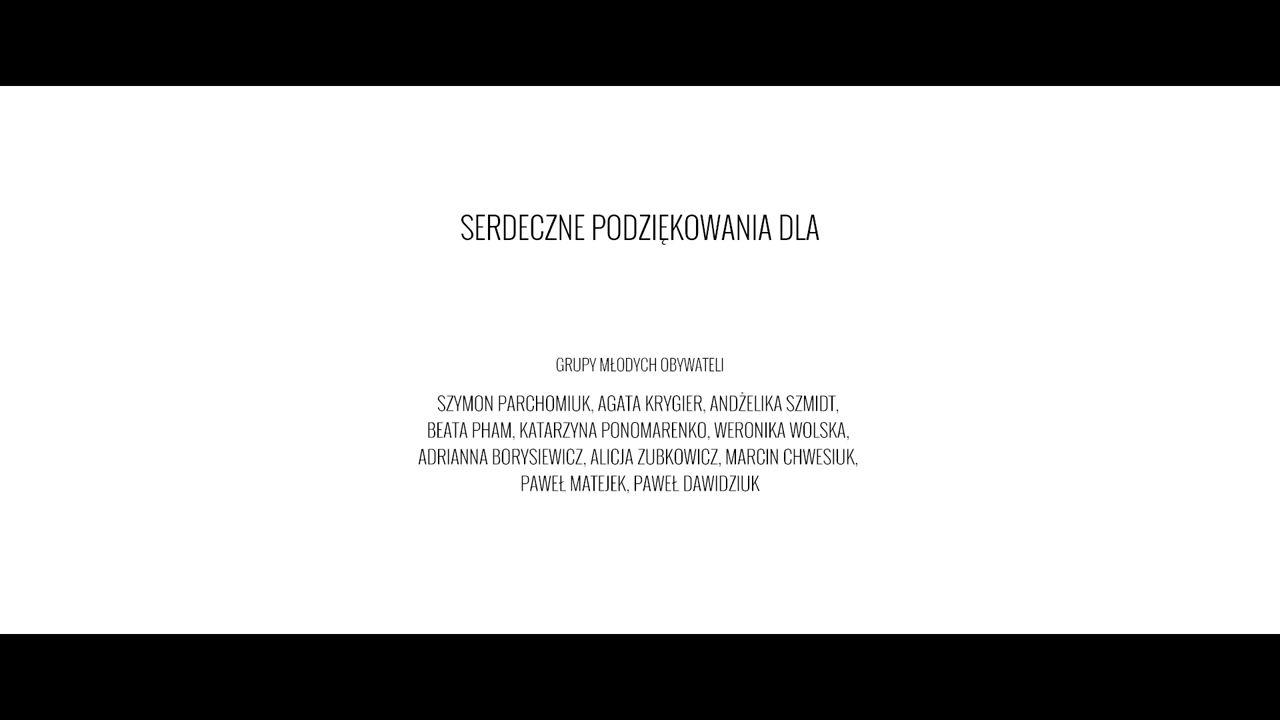 SERDECZNE PODZIĘKOWANIA DLA
GRUPY MŁODYCH OBYWATELI
SZYMON PARCHOMIUK, AGATA KRYGIER, ANDŻELIKA SZMIDT,
BEATA PHAM, KATARZYNA PONOMARENKO, WERONIKA WOLSKA,
ADRIANNA BORYSIEWICZ, ALICJA ZUBKOWICZ, MARCIN CHWESIUK,
PAWEŁ MATEJEK, PAWEŁ DAWIDZIUK